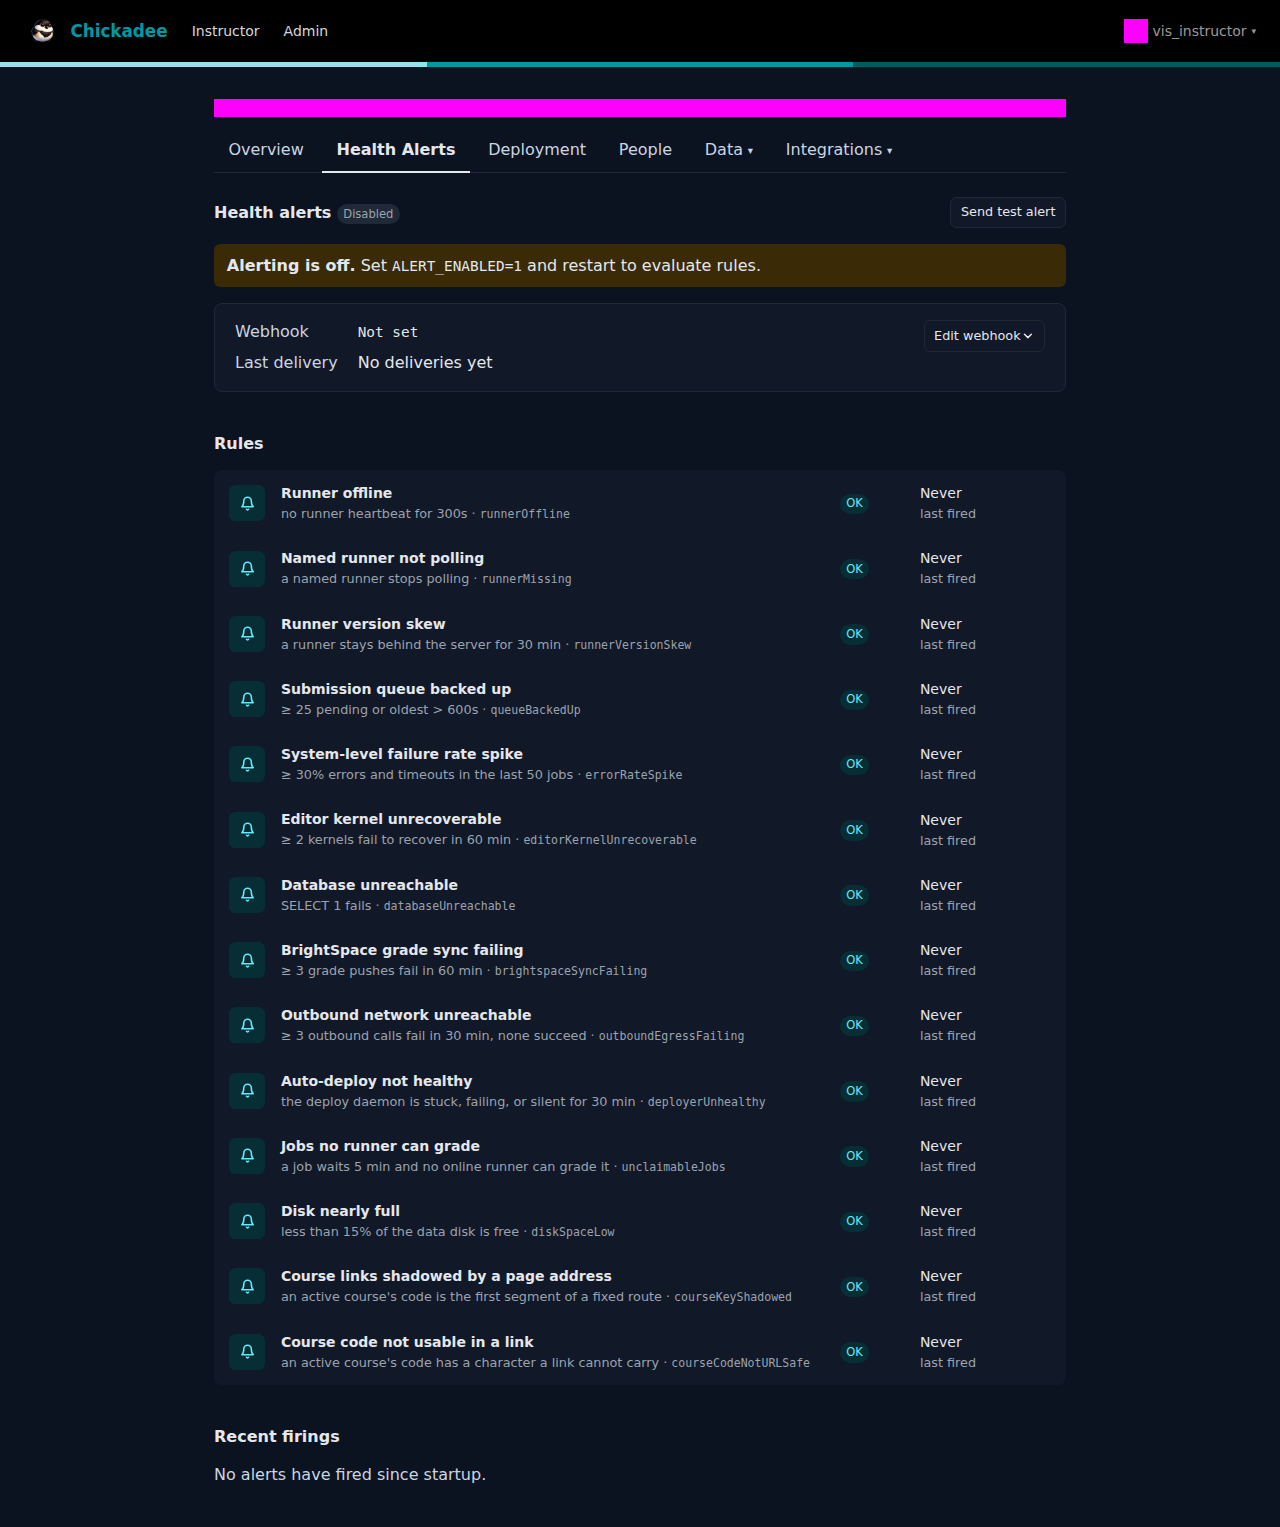 Chickadee Instructor Admin vis_instructor ▾
Overview Health Alerts Deployment People Data ▾ Integrations ▾
Health alerts Disabled Send test alert
Alerting is off. Set ALERT_ENABLED=1 and restart to evaluate rules.
Webhook Not set Edit webhook
Last delivery No deliveries yet
Rules
Runner offline OK Never
no runner heartbeat for 300s · runnerOffline last fired
Named runner not polling OK Never
a named runner stops polling · runnerMissing last fired
Runner version skew OK Never
a runner stays behind the server for 30 min · runnerVersionSkew last fired
Submission queue backed up OK Never
≥ 25 pending or oldest > 600s · queueBackedUp last fired
System-level failure rate spike OK Never
≥ 30% errors and timeouts in the last 50 jobs · errorRateSpike last fired
Editor kernel unrecoverable OK Never
≥ 2 kernels fail to recover in 60 min · editorKernelUnrecoverable last fired
Database unreachable OK Never
SELECT 1 fails · databaseUnreachable last fired
BrightSpace grade sync failing OK Never
≥ 3 grade pushes fail in 60 min · brightspaceSyncFailing last fired
Outbound network unreachable OK Never
≥ 3 outbound calls fail in 30 min, none succeed · outboundEgressFailing last fired
Auto-deploy not healthy OK Never
the deploy daemon is stuck, failing, or silent for 30 min · deployerUnhealthy last fired
Jobs no runner can grade OK Never
a job waits 5 min and no online runner can grade it · unclaimableJobs last fired
Disk nearly full OK Never
less than 15% of the data disk is free · diskSpaceLow last fired
Course links shadowed by a page address OK Never
an active course's code is the first segment of a fixed route · courseKeyShadowed last fired
Course code not usable in a link OK Never
an active course's code has a character a link cannot carry · courseCodeNotURLSafe last fired
Recent firings
No alerts have fired since startup.